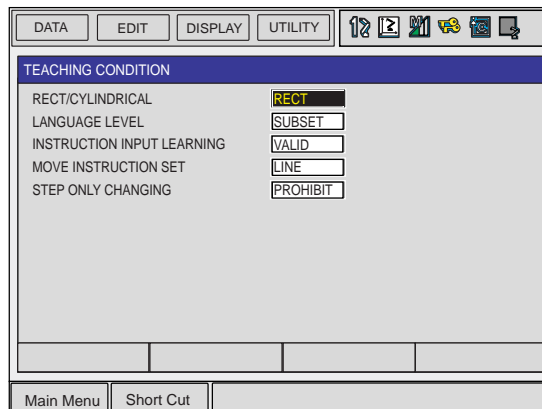 DATA EDIT DISPLAY UTILITY
TEACHING CONDITION
RECT/CYLINDRICAL RECT
LANGUAGE LEVEL SUBSET
INSTRUCTION INPUT LEARNING VALID
MOVE INSTRUCTION SET LINE
STEP ONLY CHANGING PROHIBIT
Main Menu Short Cut